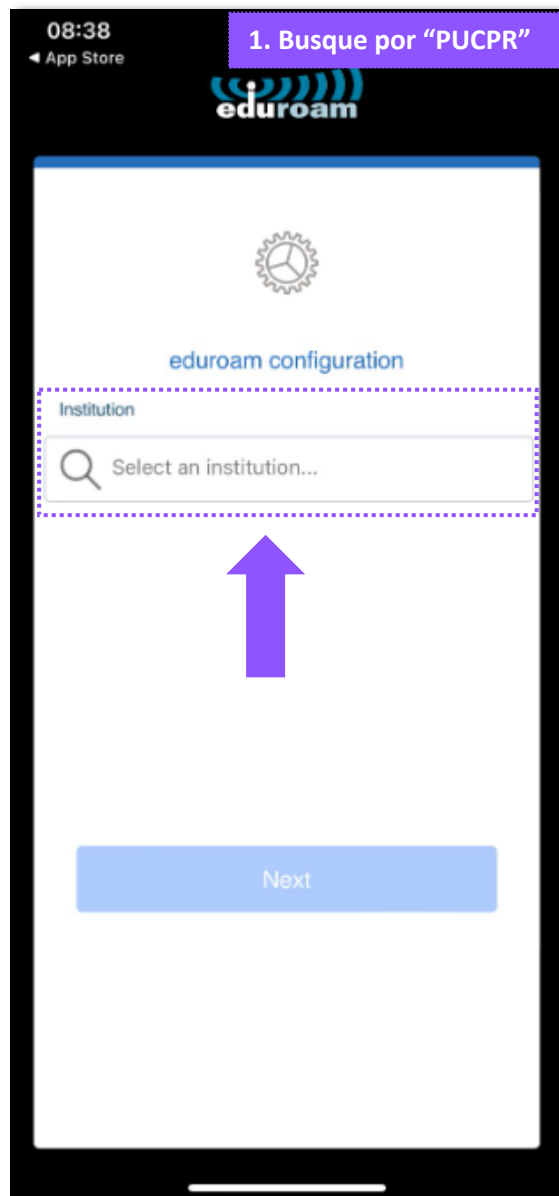 08:38
1. Busque por “PUCPR”
◀ App Store
eduroam
eduroam configuration
Institution
Select an institution...
Next